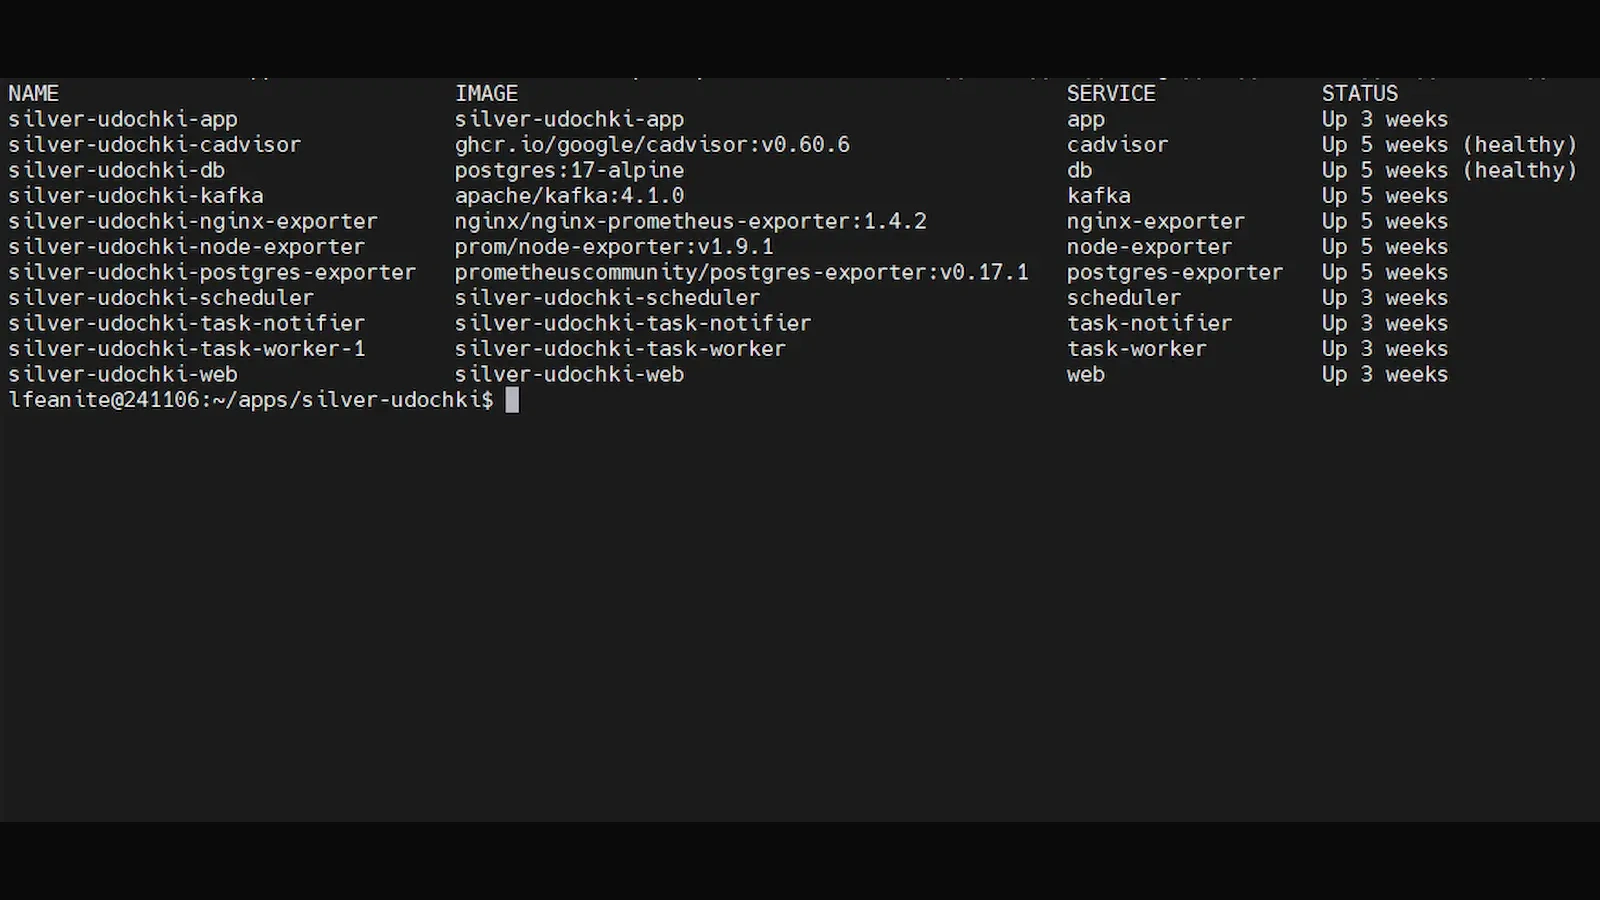 NAME IMAGE SERVICE STATUS
silver-udochki-app silver-udochki-app app Up 3 weeks
silver-udochki-cadvisor ghcr.io/google/cadvisor:v0.60.6 cadvisor Up 5 weeks (healthy)
silver-udochki-db postgres:17-alpine db Up 5 weeks (healthy)
silver-udochki-kafka apache/kafka:4.1.0 kafka Up 5 weeks
silver-udochki-nginx-exporter nginx/nginx-prometheus-exporter:1.4.2 nginx-exporter Up 5 weeks
silver-udochki-node-exporter prom/node-exporter:v1.9.1 node-exporter Up 5 weeks
silver-udochki-postgres-exporter prometheuscommunity/postgres-exporter:v0.17.1 postgres-exporter Up 5 weeks
silver-udochki-scheduler silver-udochki-scheduler scheduler Up 3 weeks
silver-udochki-task-notifier silver-udochki-task-notifier task-notifier Up 3 weeks
silver-udochki-task-worker-1 silver-udochki-task-worker task-worker Up 3 weeks
silver-udochki-web silver-udochki-web web Up 3 weeks
lfeanite@241106:~/apps/silver-udochki$